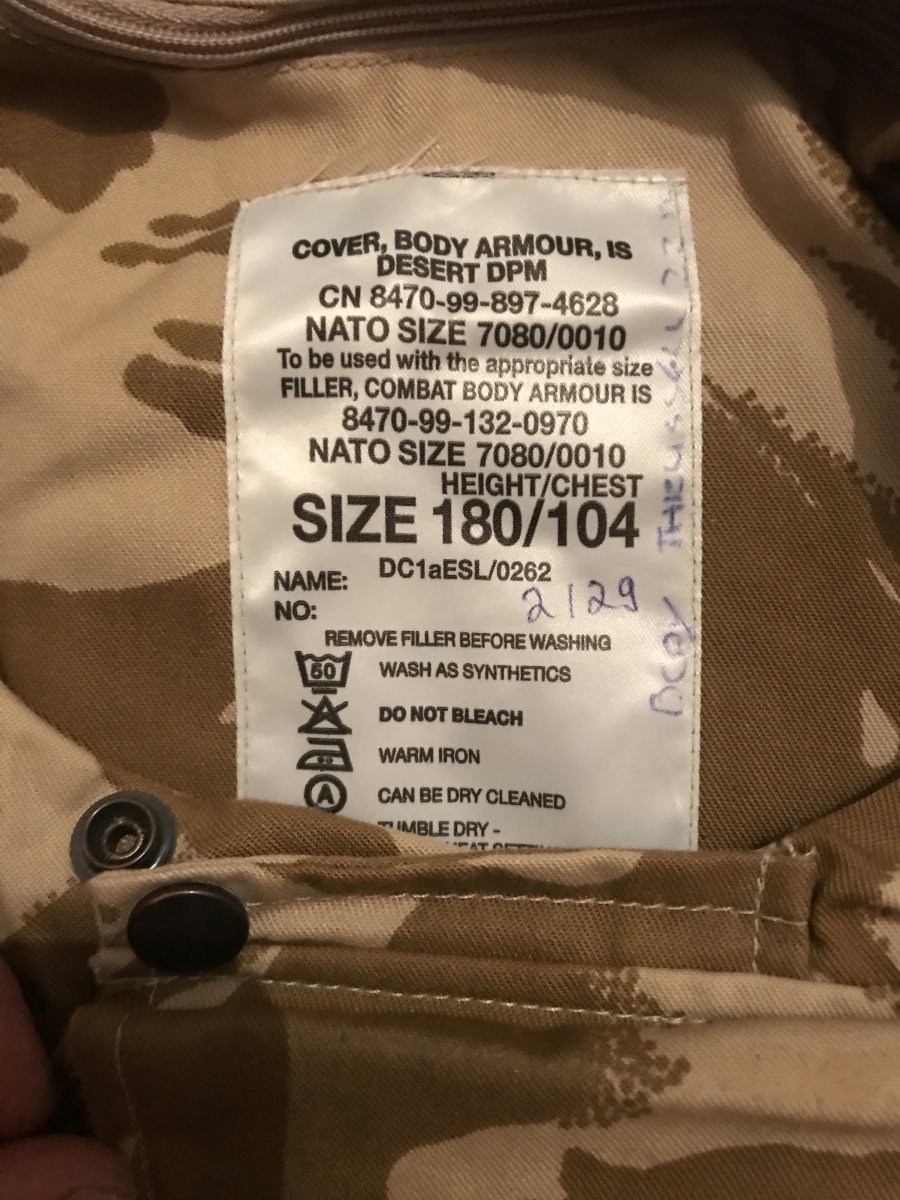 COVER, BODY ARMOUR, IS
DESERT DPM
CN 8470-99-897-4628
NATO SIZE 7080/0010
To be used with the appropriate size
FILLER, COMBAT BODY ARMOUR IS
8470-99-132-0970
NATO SIZE 7080/0010
HEIGHT/CHEST
SIZE 180/104
NAME: DC1aESL/0262
NO: 2129
REMOVE FILLER BEFORE WASHING
50 WASH AS SYNTHETICS
DO NOT BLEACH
WARM IRON
A CAN BE DRY CLEANED
TUMBLE DRY -